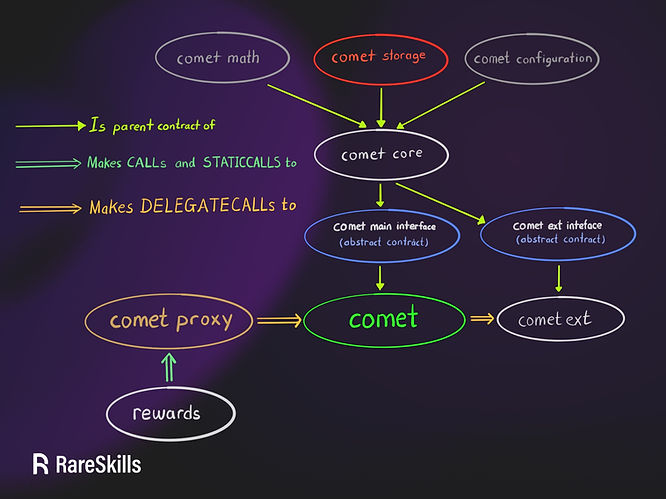 comet math
comet storage
comet configuration
Is parent contract of
comet core
Makes CALLs and STATICCALLS to
Makes DELEGATECALLs to
comet main interface
(abstract contract)
comet ext inteface
(abstract contract)
comet proxy
comet
comet ext
rewards
RareSkills